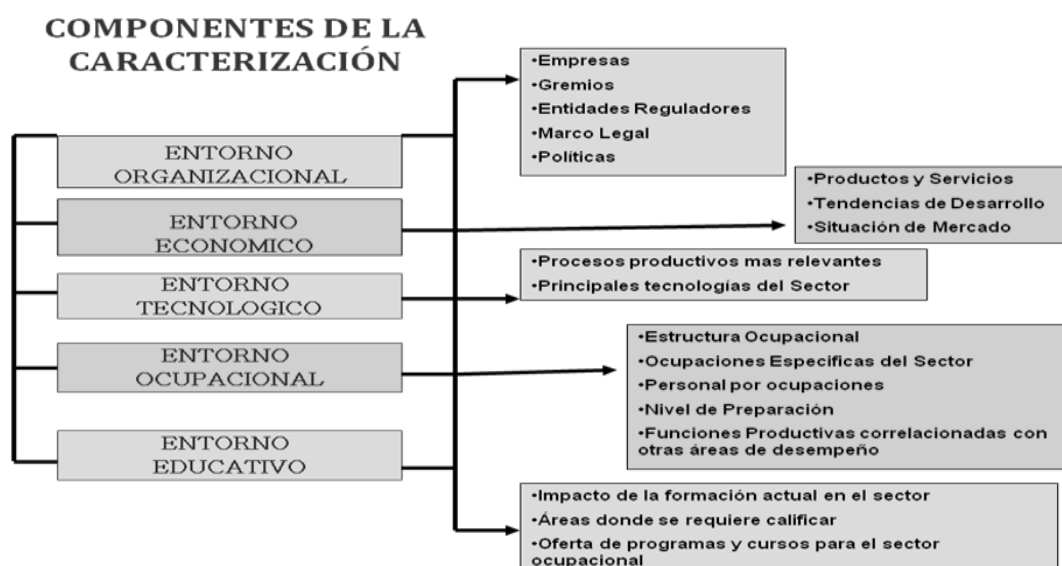 COMPONENTES DE LA
CARACTERIZACIÓN
ENTORNO
ORGANIZACIONAL
•Empresas
•Gremios
•Entidades Reguladores
•Marco Legal
•Políticas
ENTORNO
ECONOMICO
•Productos y Servicios
•Tendencias de Desarrollo
•Situación de Mercado
ENTORNO
TECNOLOGICO
•Procesos productivos mas relevantes
•Principales tecnologías del Sector
ENTORNO
OCUPACIONAL
•Estructura Ocupacional
•Ocupaciones Especificas del Sector
•Personal por ocupaciones
•Nivel de Preparación
•Funciones Productivas correlacionadas con
otras áreas de desempeño
ENTORNO
EDUCATIVO
•Impacto de la formación actual en el sector
•Áreas donde se requiere calificar
•Oferta de programas y cursos para el sector
ocupacional